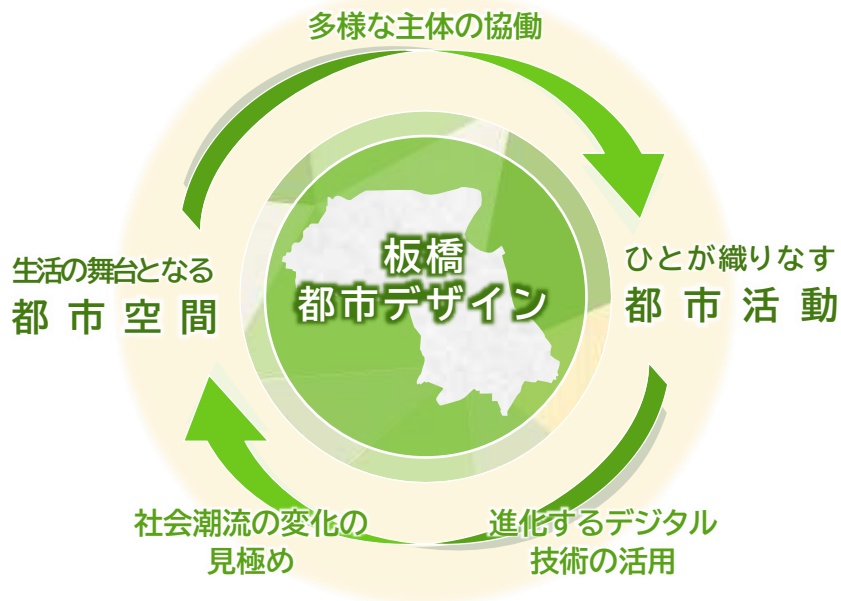 多様な主体の協働
生活の舞台となる
都市空間
板橋
都市デザイン
ひとが織りなす
都市活動
社会潮流の変化の
見極め
進化するデジタル
技術の活用